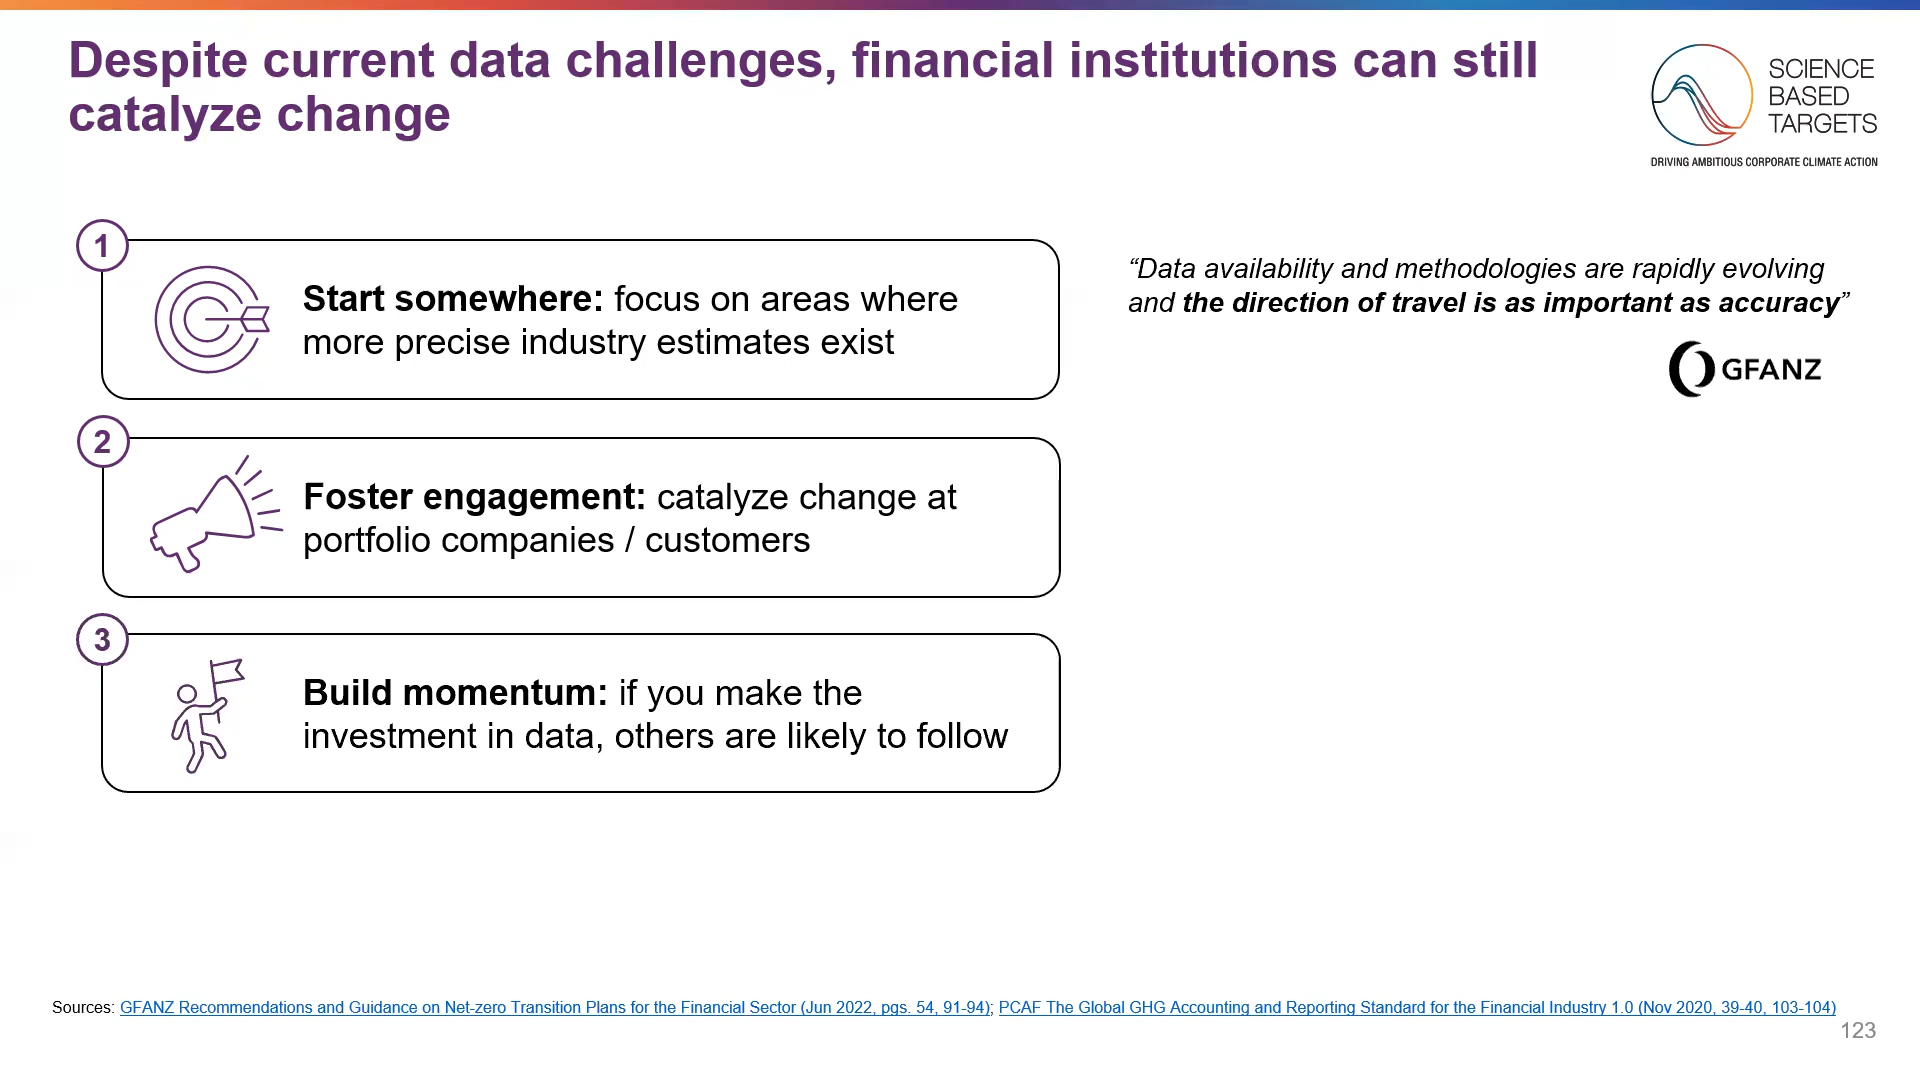 Despite current data challenges, financial institutions can still
catalyze change
SCIENCE
BASED
TARGETS
DRIVING AMBITIOUS CORPORATE CLIMATE ACTION
1
Start somewhere: focus on areas where
more precise industry estimates exist
“Data availability and methodologies are rapidly evolving
and the direction of travel is as important as accuracy”
GFANZ
2
Foster engagement: catalyze change at
portfolio companies / customers
3
Build momentum: if you make the
investment in data, others are likely to follow
Sources: GFANZ Recommendations and Guidance on Net-zero Transition Plans for the Financial Sector (Jun 2022, pgs. 54, 91-94); PCAF The Global GHG Accounting and Reporting Standard for the Financial Industry 1.0 (Nov 2020, 39-40, 103-104)
123